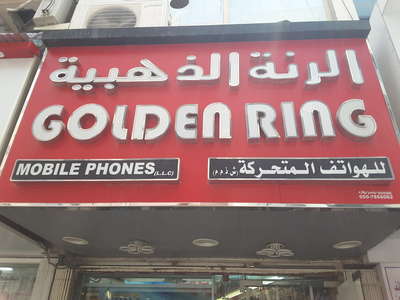 الرنة الذهبية
GOLDEN RING
MOBILE PHONES (L.L.C)
للهواتف المتحركة (ش.ذ.م.م)